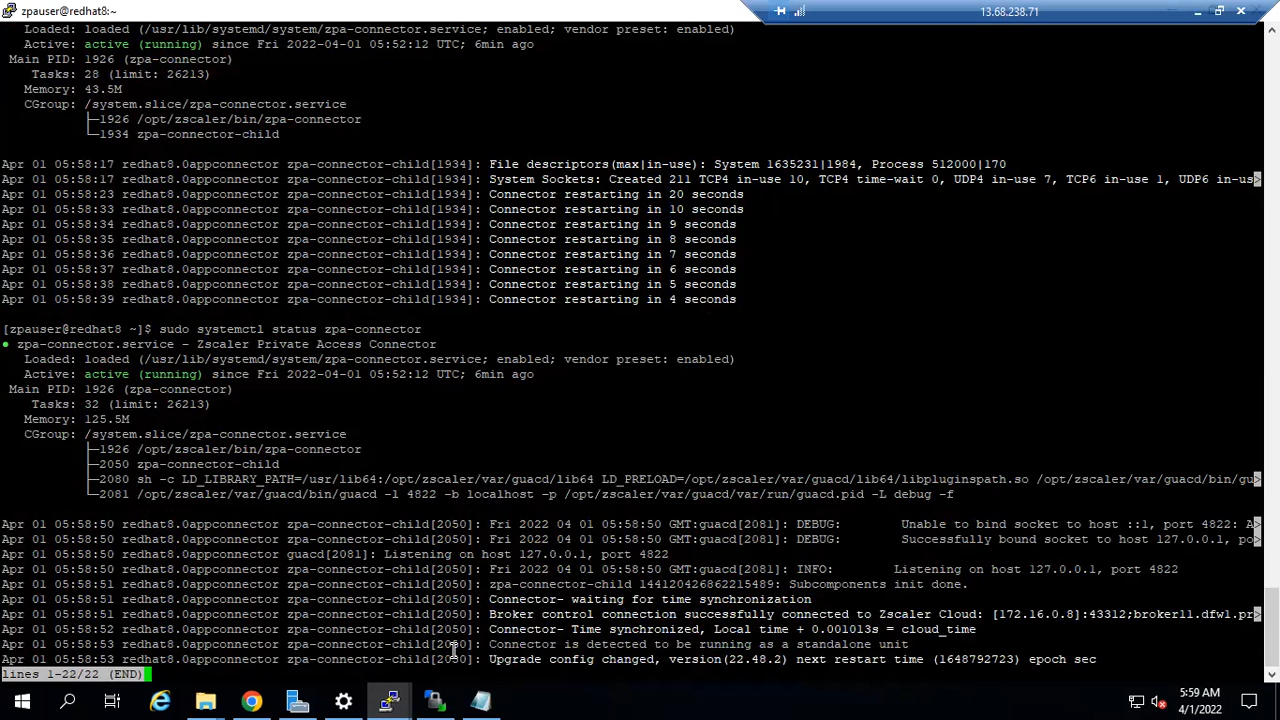 zpauser@redhat8:~
13.68.238.71
Loaded: loaded (/usr/lib/systemd/system/zpa-connector.service; enabled; vendor preset: enabled)
Active: active (running) since Fri 2022-04-01 05:52:12 UTC; 6min ago
Main PID: 1926 (zpa-connector)
Tasks: 28 (limit: 26213)
Memory: 43.5M
CGroup: /system.slice/zpa-connector.service
├─1926 /opt/zscaler/bin/zpa-connector
└─1934 zpa-connector-child
Apr 01 05:58:17 redhat8.0appconnector zpa-connector-child[1934]: File descriptors(max|in-use): System 1635231|1984, Process 512000|170
Apr 01 05:58:17 redhat8.0appconnector zpa-connector-child[1934]: System Sockets: Created 211 TCP4 in-use 10, TCP4 time-wait 0, UDP4 in-use 7, TCP6 in-use 1, UDP6 in-us>
Apr 01 05:58:23 redhat8.0appconnector zpa-connector-child[1934]: Connector restarting in 20 seconds
Apr 01 05:58:33 redhat8.0appconnector zpa-connector-child[1934]: Connector restarting in 10 seconds
Apr 01 05:58:34 redhat8.0appconnector zpa-connector-child[1934]: Connector restarting in 9 seconds
Apr 01 05:58:35 redhat8.0appconnector zpa-connector-child[1934]: Connector restarting in 8 seconds
Apr 01 05:58:36 redhat8.0appconnector zpa-connector-child[1934]: Connector restarting in 7 seconds
Apr 01 05:58:37 redhat8.0appconnector zpa-connector-child[1934]: Connector restarting in 6 seconds
Apr 01 05:58:38 redhat8.0appconnector zpa-connector-child[1934]: Connector restarting in 5 seconds
Apr 01 05:58:39 redhat8.0appconnector zpa-connector-child[1934]: Connector restarting in 4 seconds
[zpauser@redhat8 ~]$ sudo systemctl status zpa-connector
● zpa-connector.service - Zscaler Private Access Connector
Loaded: loaded (/usr/lib/systemd/system/zpa-connector.service; enabled; vendor preset: enabled)
Active: active (running) since Fri 2022-04-01 05:52:12 UTC; 6min ago
Main PID: 1926 (zpa-connector)
Tasks: 32 (limit: 26213)
Memory: 125.5M
CGroup: /system.slice/zpa-connector.service
├─1926 /opt/zscaler/bin/zpa-connector
├─2050 zpa-connector-child
├─2080 sh -c LD_LIBRARY_PATH=/usr/lib64:/opt/zscaler/var/guacd/lib64 LD_PRELOAD=/opt/zscaler/var/guacd/lib64/libpluginspath.so /opt/zscaler/var/guacd/bin/gu>
└─2081 /opt/zscaler/var/guacd/bin/guacd -l 4822 -b localhost -p /opt/zscaler/var/guacd/var/run/guacd.pid -L debug -f
Apr 01 05:58:50 redhat8.0appconnector zpa-connector-child[2050]: Fri 2022 04 01 05:58:50 GMT:guacd[2081]: DEBUG: Unable to bind socket to host ::1, port 4822: A>
Apr 01 05:58:50 redhat8.0appconnector zpa-connector-child[2050]: Fri 2022 04 01 05:58:50 GMT:guacd[2081]: DEBUG: Successfully bound socket to host 127.0.0.1, po>
Apr 01 05:58:50 redhat8.0appconnector guacd[2081]: Listening on host 127.0.0.1, port 4822
Apr 01 05:58:50 redhat8.0appconnector zpa-connector-child[2050]: Fri 2022 04 01 05:58:50 GMT:guacd[2081]: INFO: Listening on host 127.0.0.1, port 4822
Apr 01 05:58:51 redhat8.0appconnector zpa-connector-child[2050]: zpa-connector-child 144120426862215489: Subcomponents init done.
Apr 01 05:58:51 redhat8.0appconnector zpa-connector-child[2050]: Connector- waiting for time synchronization
Apr 01 05:58:51 redhat8.0appconnector zpa-connector-child[2050]: Broker control connection successfully connected to Zscaler Cloud: [172.16.0.8]:43312;broker11.dfw1.pr>
Apr 01 05:58:52 redhat8.0appconnector zpa-connector-child[2050]: Connector- Time synchronized, Local time + 0.001013s = cloud_time
Apr 01 05:58:53 redhat8.0appconnector zpa-connector-child[2050]: Connector is detected to be running as a standalone unit
Apr 01 05:58:53 redhat8.0appconnector zpa-connector-child[2050]: Upgrade config changed, version(22.48.2) next restart time (1648792723) epoch sec
lines 1-22/22 (END)
5:59 AM
4/1/2022